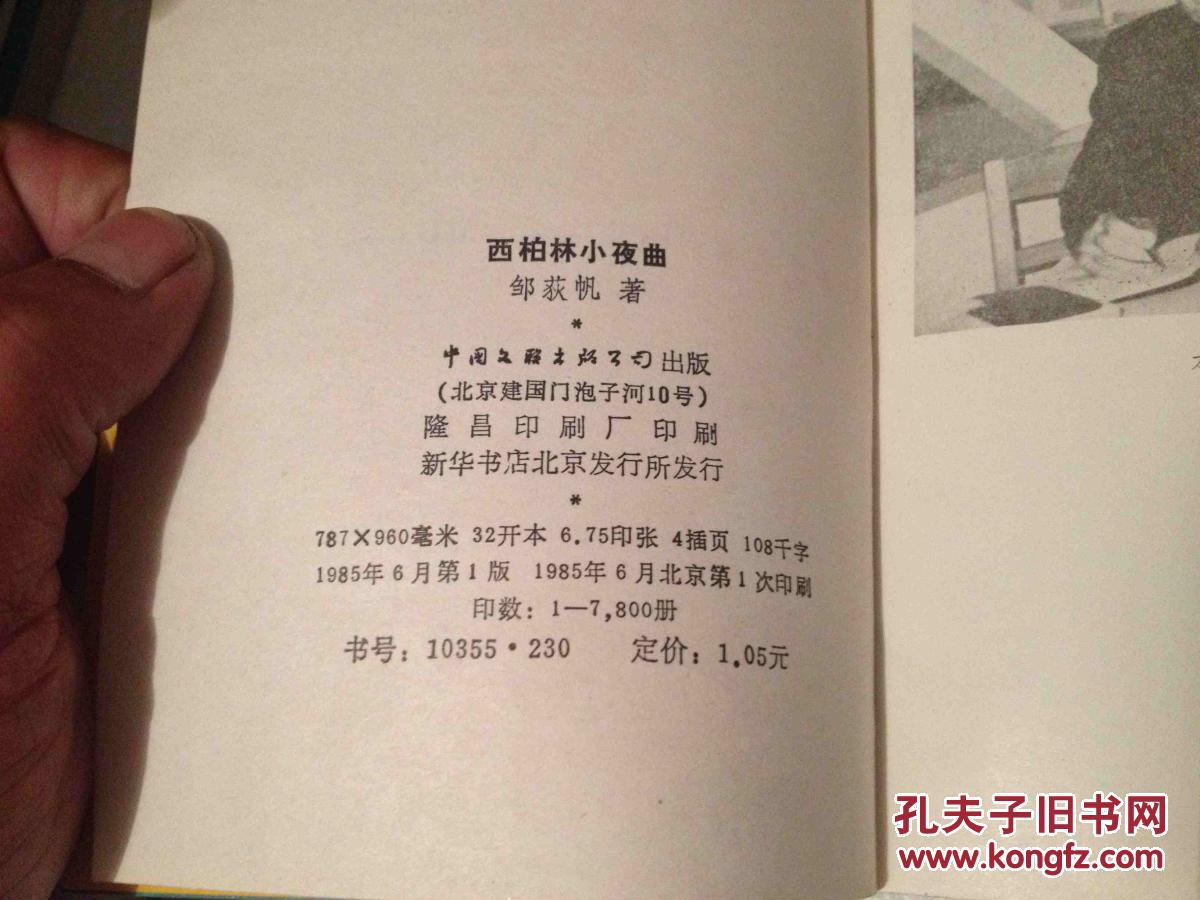 西柏林小夜曲
邹荻帆 著
*
中国文联出版公司出版
(北京建国门泡子河10号)
隆昌印刷厂印刷
新华书店北京发行所发行
*
787×960毫米 32开本 6.75印张 4插页 108千字
1985年6月第1版 1985年6月北京第1次印刷
印数：1—7,800册
书号：10355·230 定价：1.05元
孔夫子旧书网
www.kongfz.com